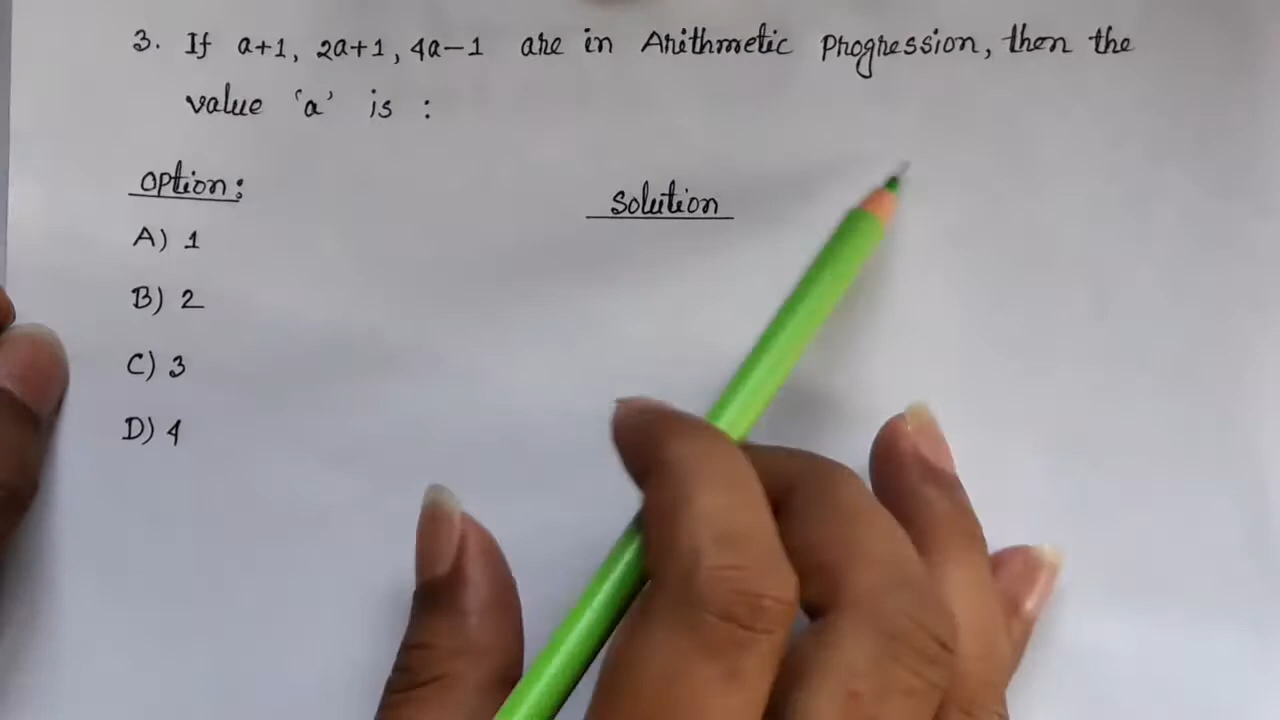 3. If a+1, 2a+1, 4a-1 are in Arithmetic Progression, then the
value 'a' is :
Option:
Solution
A) 1
B) 2
C) 3
D) 4